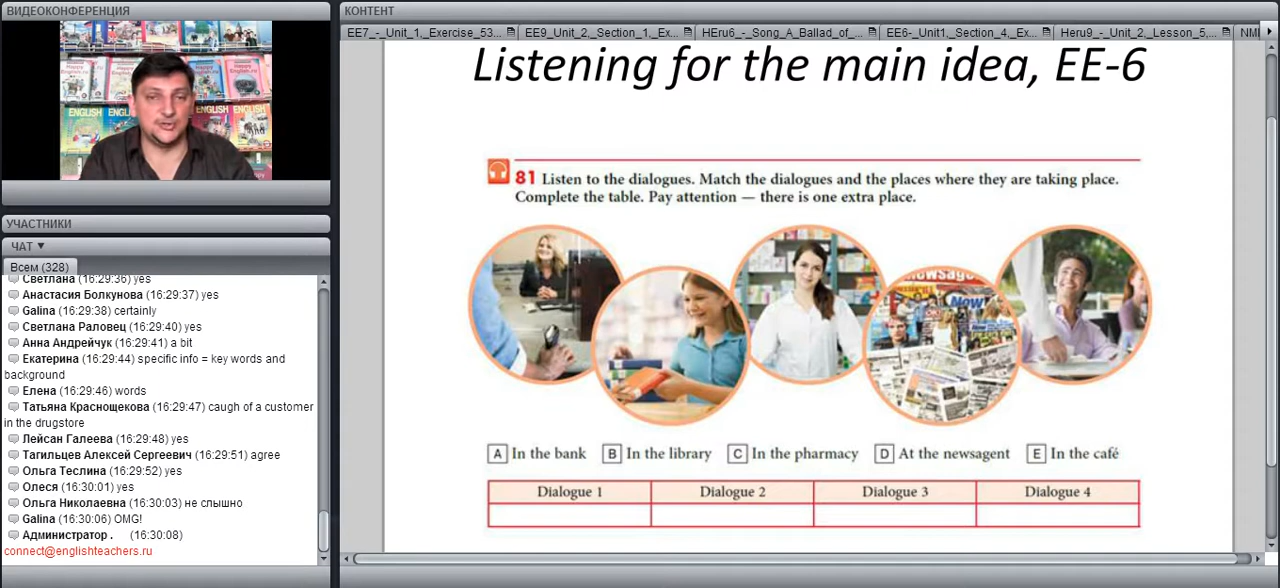 ВИДЕОКОНФЕРЕНЦИЯ
ENGLISH
ENGLISH
УЧАСТНИКИ
ЧАТ ▼
Всем (328)
Светлана (16:29:36) yes
Анастасия Болкунова (16:29:37) yes
Galina (16:29:38) certainly
Светлана Раловец (16:29:40) yes
Анна Андрейчук (16:29:41) a bit
Екатерина (16:29:44) specific info = key words and
background
Елена (16:29:46) words
Татьяна Краснощекова (16:29:47) caugh of a customer
in the drugstore
Лейсан Галеева (16:29:48) yes
Тагильцев Алексей Сергеевич (16:29:51) agree
Ольга Теслина (16:29:52) yes
Олеся (16:30:01) yes
Ольга Николаевна (16:30:03) не слышно
Galina (16:30:06) OMG!
Администратор . (16:30:08)
connect@englishteachers.ru
КОНТЕНТ
EE7_-_Unit_1,_Exercise_53...
EE9_Unit_2,_Section_1,_Ex...
HEru6_-_Song_A_Ballad_of_...
EE6-_Unit1,_Section_4,_Ex...
Heru9_-_Unit_2,_Lesson_5,...
NMI
Listening for the main idea, EE-6
81 Listen to the dialogues. Match the dialogues and the places where they are taking place.
Complete the table. Pay attention — there is one extra place.
Now
A In the bank B In the library C In the pharmacy D At the newsagent E In the café
Dialogue 1 Dialogue 2 Dialogue 3 Dialogue 4